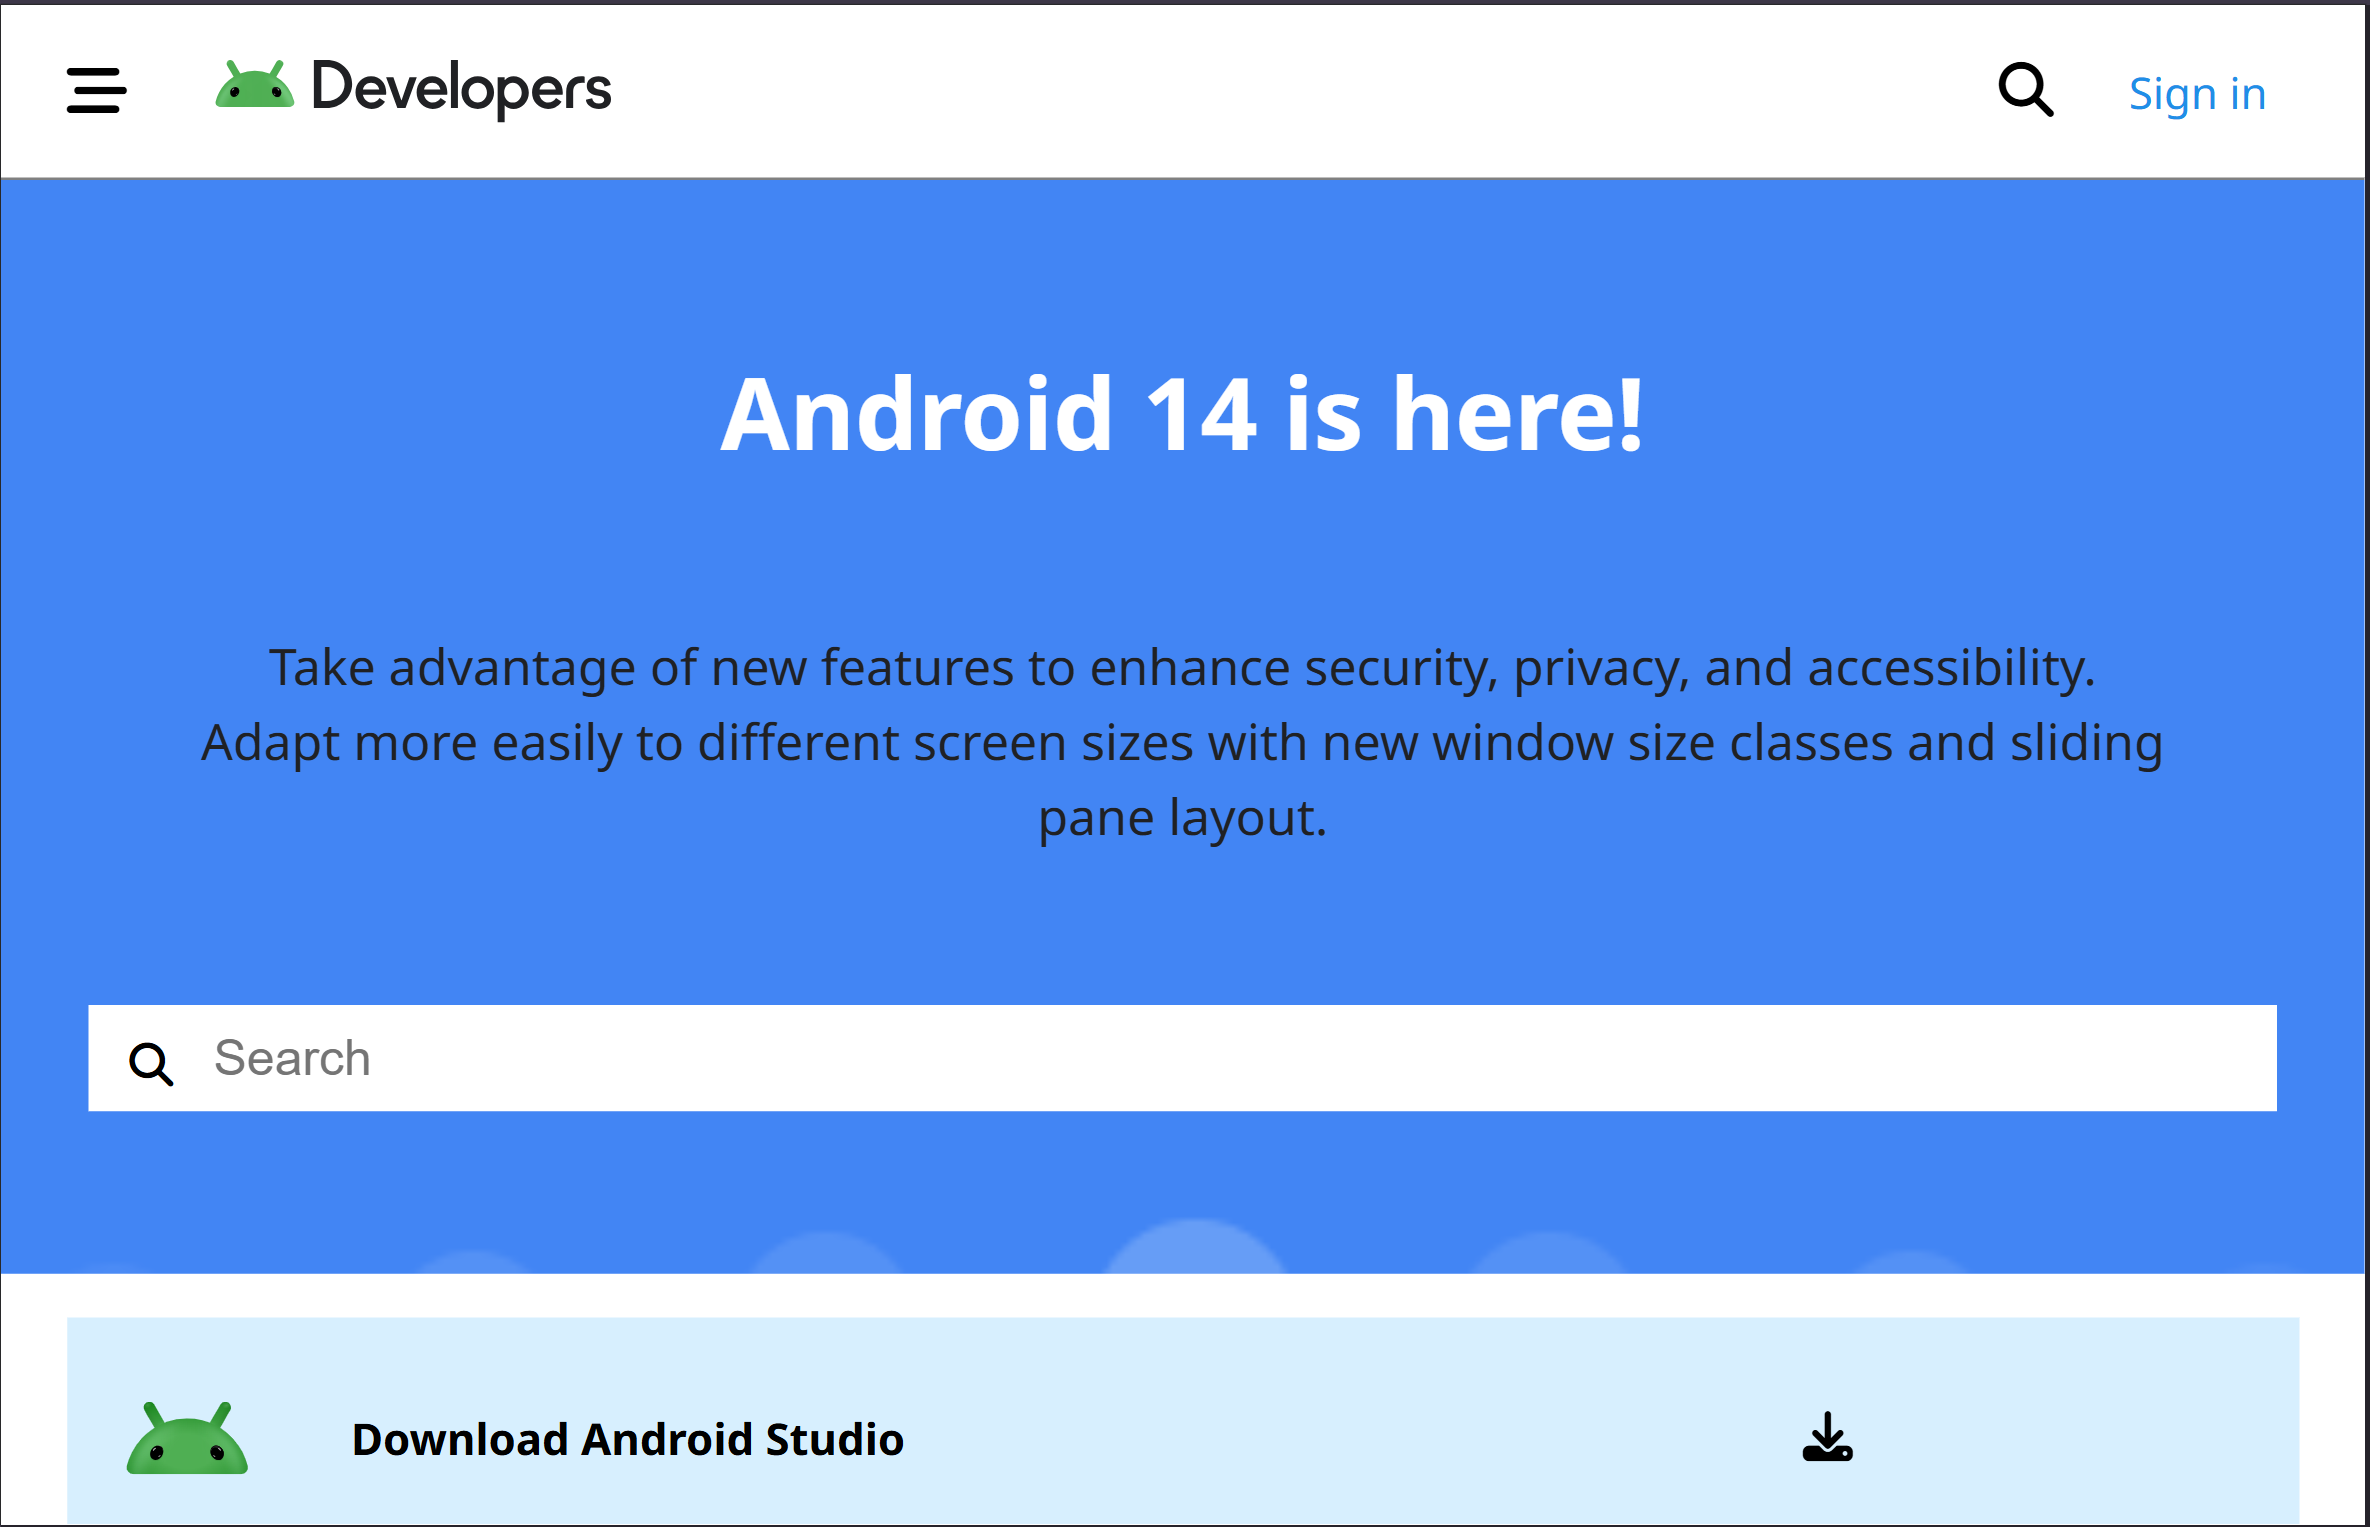 Developers
Sign in
Android 14 is here!
Take advantage of new features to enhance security, privacy, and accessibility.
Adapt more easily to different screen sizes with new window size classes and sliding
pane layout.
Search
Download Android Studio